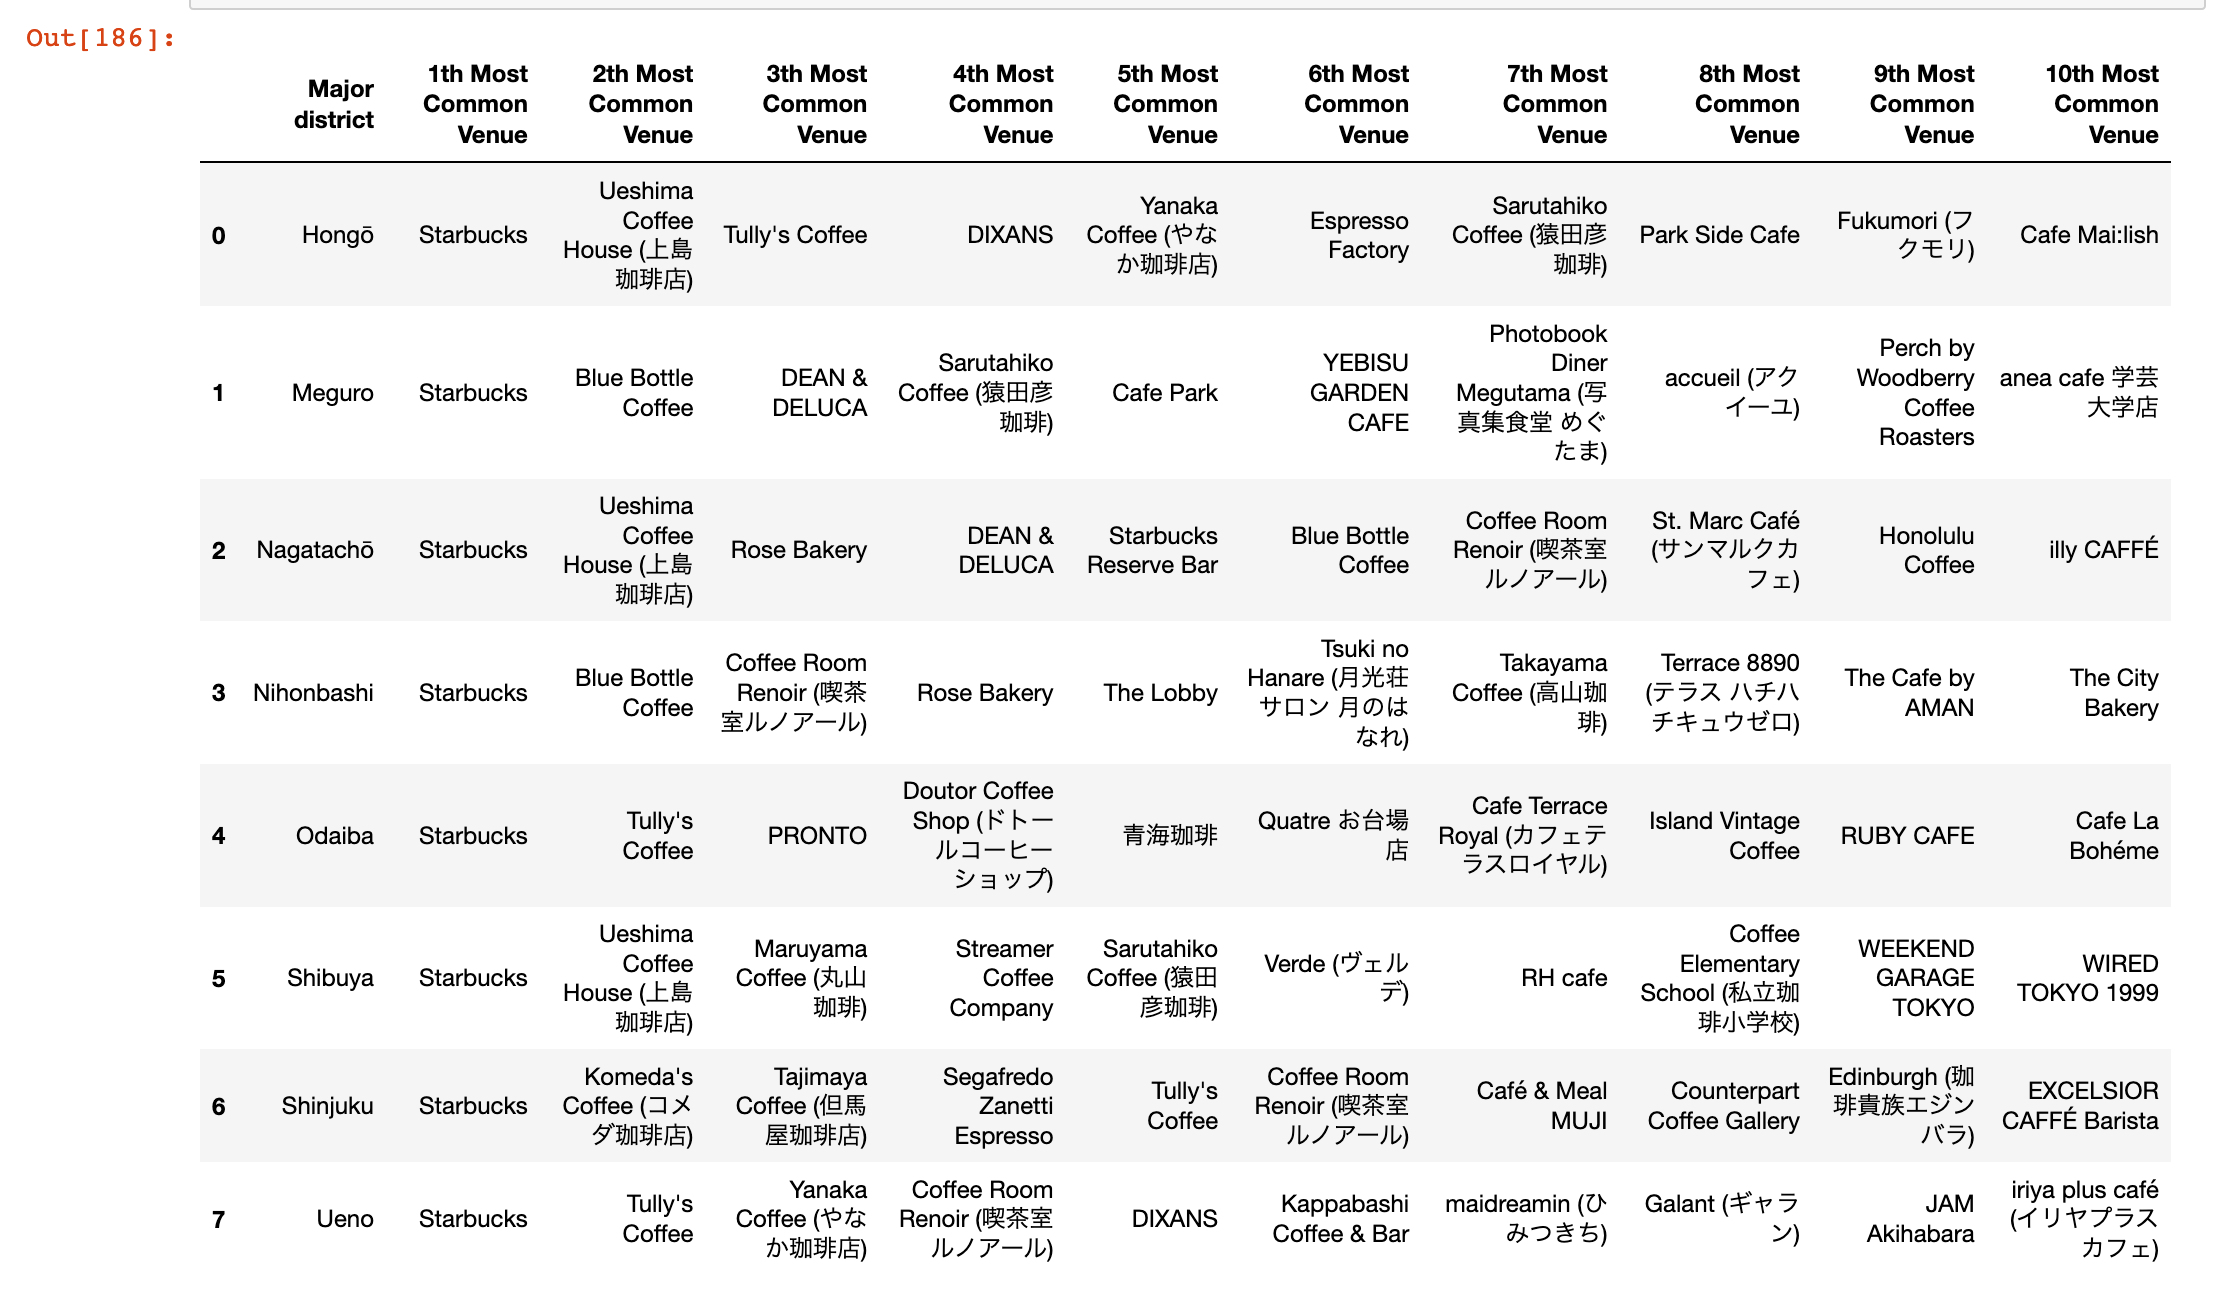 Out[186]:
Major district 1th Most Common Venue 2th Most Common Venue 3th Most Common Venue 4th Most Common Venue 5th Most Common Venue 6th Most Common Venue 7th Most Common Venue 8th Most Common Venue 9th Most Common Venue 10th Most Common Venue
0 Hongō Starbucks Ueshima Coffee House (上島珈琲店) Tully's Coffee DIXANS Yanaka Coffee (やなか珈琲店) Espresso Factory Sarutahiko Coffee (猿田彦珈琲) Park Side Cafe Fukumori (フクモリ) Cafe Mai:lish
1 Meguro Starbucks Blue Bottle Coffee DEAN & DELUCA Sarutahiko Coffee (猿田彦珈琲) Cafe Park YEBISU GARDEN CAFE Photobook Diner Megutama (写真集食堂 めぐたま) accueil (アクイーユ) Perch by Woodberry Coffee Roasters anea cafe 学芸大学店
2 Nagatachō Starbucks Ueshima Coffee House (上島珈琲店) Rose Bakery DEAN & DELUCA Starbucks Reserve Bar Blue Bottle Coffee Coffee Room Renoir (喫茶室ルノアール) St. Marc Café (サンマルクカフェ) Honolulu Coffee illy CAFFÉ
3 Nihonbashi Starbucks Blue Bottle Coffee Coffee Room Renoir (喫茶室ルノアール) Rose Bakery The Lobby Tsuki no Hanare (月光荘サロン 月のはなれ) Takayama Coffee (高山珈琲) Terrace 8890 (テラス ハチハチキュウゼロ) The Cafe by AMAN The City Bakery
4 Odaiba Starbucks Tully's Coffee PRONTO Doutor Coffee Shop (ドトールコーヒーショップ) 青海珈琲 Quatre お台場店 Cafe Terrace Royal (カフェテラスロイヤル) Island Vintage Coffee RUBY CAFE Cafe La Bohéme
5 Shibuya Starbucks Ueshima Coffee House (上島珈琲店) Maruyama Coffee (丸山珈琲) Streamer Coffee Company Sarutahiko Coffee (猿田彦珈琲) Verde (ヴェルデ) RH cafe Coffee Elementary School (私立珈琲小学校) WEEKEND GARAGE TOKYO WIRED TOKYO 1999
6 Shinjuku Starbucks Komeda's Coffee (コメダ珈琲店) Tajimaya Coffee (但馬屋珈琲店) Segafredo Zanetti Espresso Tully's Coffee Coffee Room Renoir (喫茶室ルノアール) Café & Meal MUJI Counterpart Coffee Gallery Edinburgh (珈琲貴族エジンバラ) EXCELSIOR CAFFÉ Barista
7 Ueno Starbucks Tully's Coffee Yanaka Coffee (やなか珈琲店) Coffee Room Renoir (喫茶室ルノアール) DIXANS Kappabashi Coffee & Bar maidreamin (ひみつきち) Galant (ギャラン) JAM Akihabara iriya plus café (イリヤプラスカフェ)